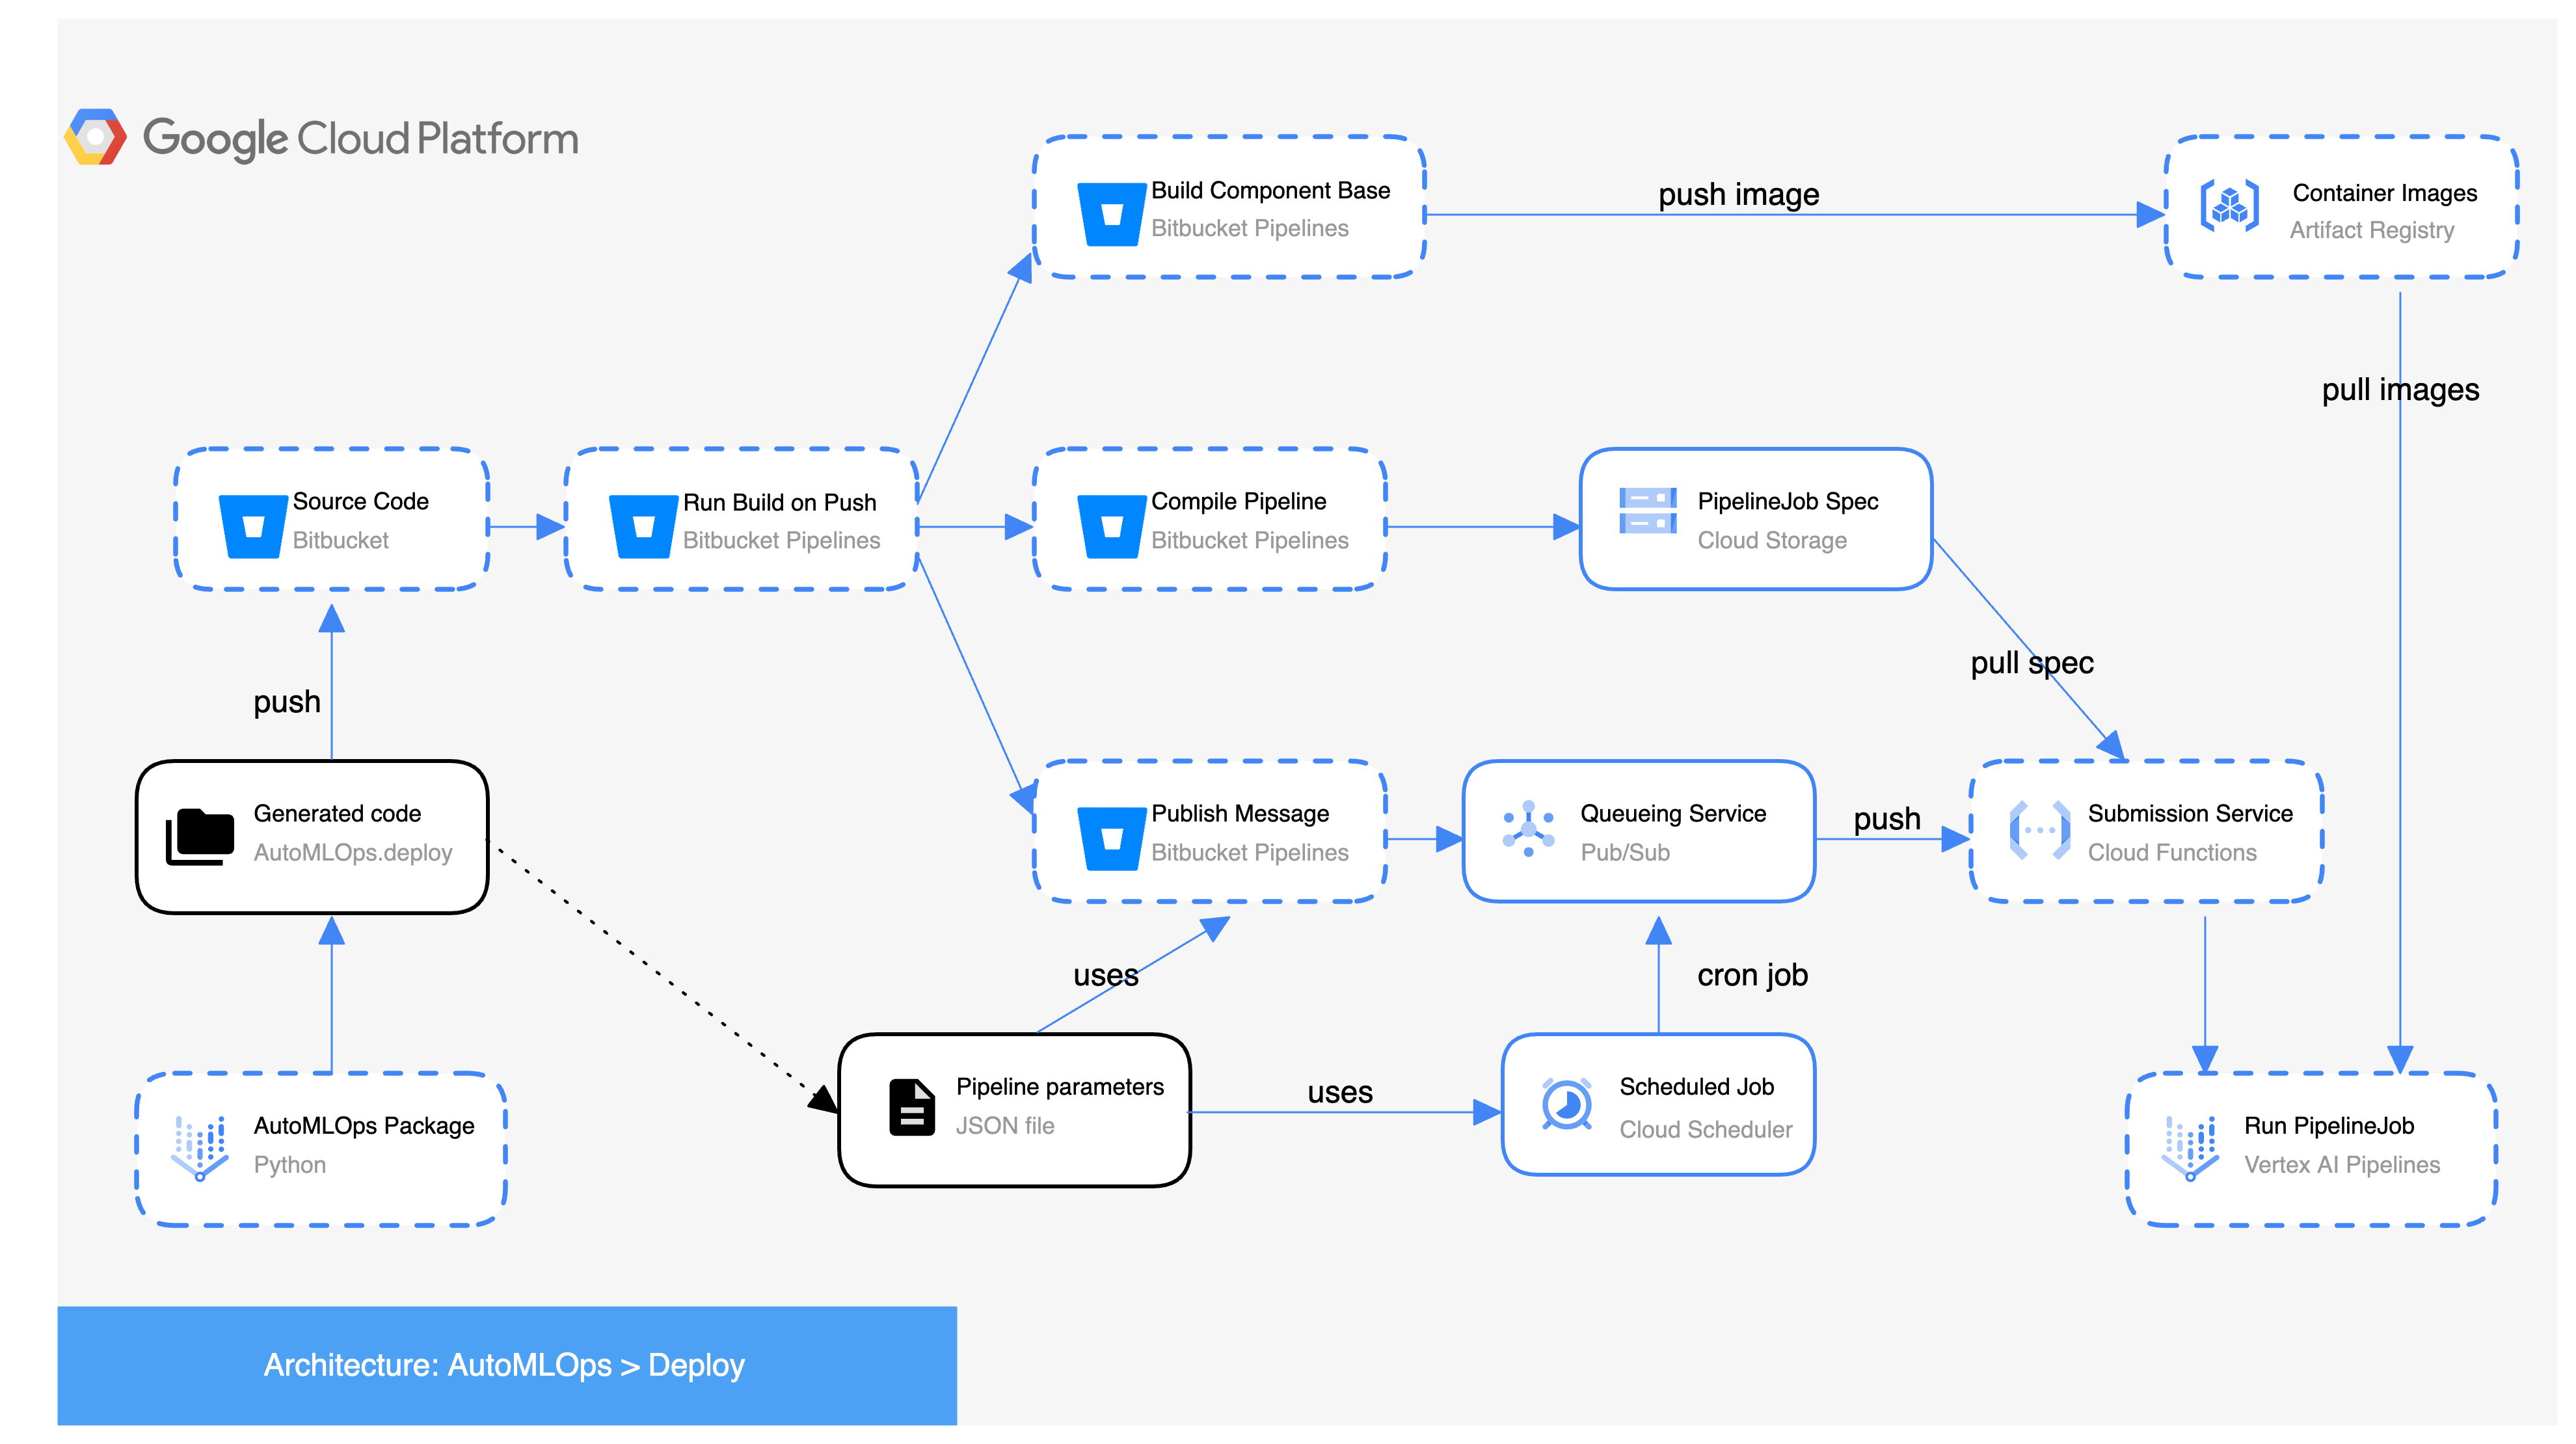 Google Cloud Platform
Build Component Base
Bitbucket Pipelines
push image
Container Images
Artifact Registry
pull images
Source Code
Bitbucket
Run Build on Push
Bitbucket Pipelines
Compile Pipeline
Bitbucket Pipelines
PipelineJob Spec
Cloud Storage
pull spec
push
Generated code
AutoMLOps.deploy
Publish Message
Bitbucket Pipelines
Queueing Service
Pub/Sub
push
Submission Service
Cloud Functions
uses
cron job
AutoMLOps Package
Python
Pipeline parameters
JSON file
uses
Scheduled Job
Cloud Scheduler
Run PipelineJob
Vertex AI Pipelines
Architecture: AutoMLOps > Deploy